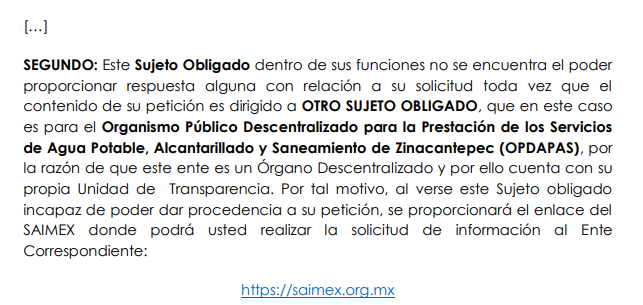 [...]
SEGUNDO: Este Sujeto Obligado dentro de sus funciones no se encuentra el poder
proporcionar respuesta alguna con relación a su solicitud toda vez que el
contenido de su petición es dirigido a OTRO SUJETO OBLIGADO, que en este caso
es para el Organismo Público Descentralizado para la Prestación de los Servicios
de Agua Potable, Alcantarillado y Saneamiento de Zinacantepec (OPDAPAS), por
la razón de que este ente es un Órgano Descentralizado y por ello cuenta con su
propia Unidad de Transparencia. Por tal motivo, al verse este Sujeto obligado
incapaz de poder dar procedencia a su petición, se proporcionará el enlace del
SAIMEX donde podrá usted realizar la solicitud de información al Ente
Correspondiente:
https://saimex.org.mx